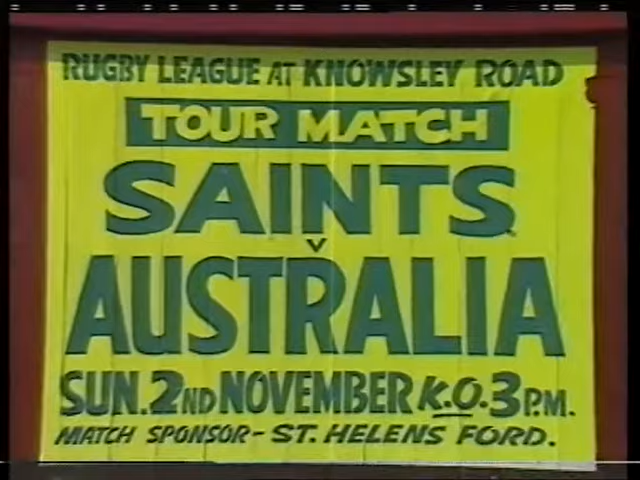 RUGBY LEAGUE AT KNOWSLEY ROAD
TOUR MATCH
SAINTS
V
AUSTRALIA
SUN. 2ND NOVEMBER K.O. 3 P.M.
MATCH SPONSOR - ST. HELENS FORD.